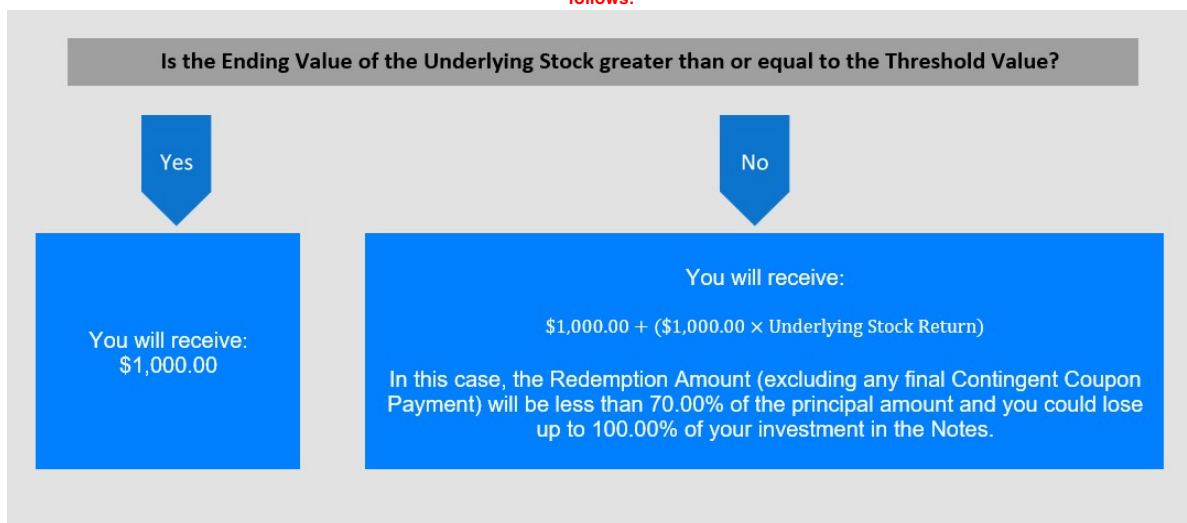 follows:
Is the Ending Value of the Underlying Stock greater than or equal to the Threshold Value?
Yes
No
You will receive:
$1,000.00
You will receive:
$1,000.00 + ($1,000.00 × Underlying Stock Return)
In this case, the Redemption Amount (excluding any final Contingent Coupon
Payment) will be less than 70.00% of the principal amount and you could lose
up to 100.00% of your investment in the Notes.